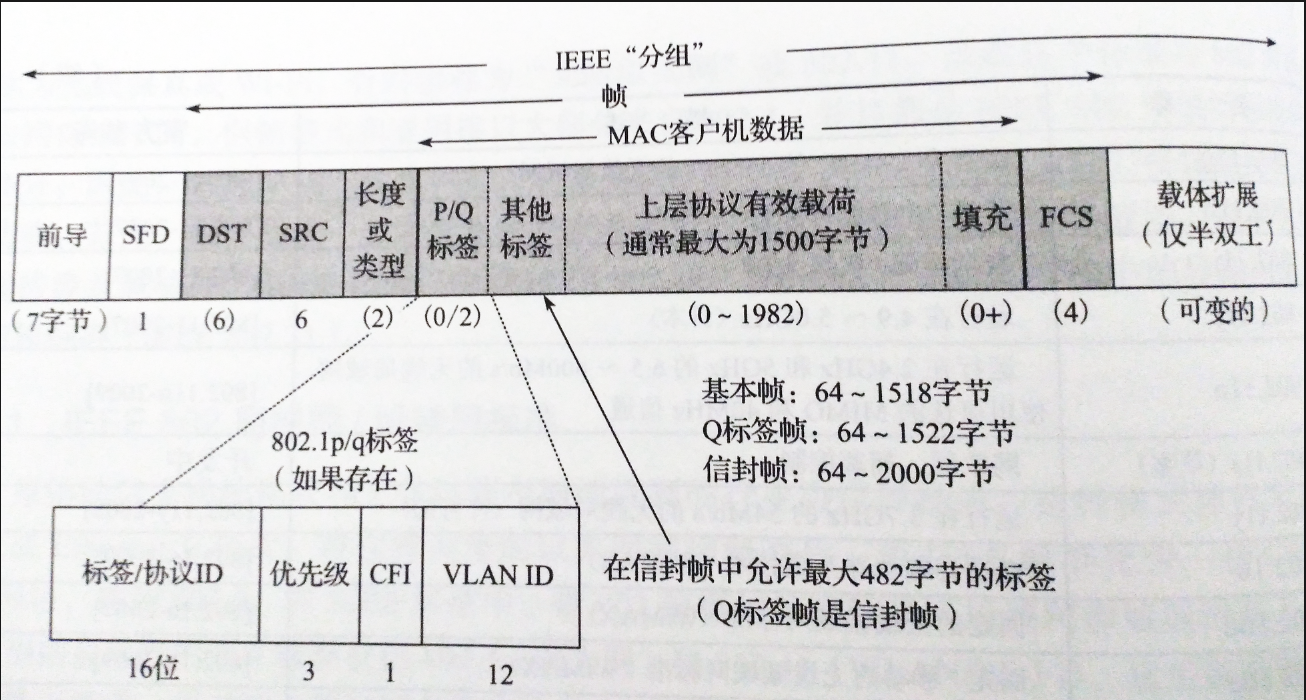 IEEE“分组”
帧
MAC客户机数据
前导
SFD
DST
SRC
长度
或
类型
P/Q
标签
其他
标签
上层协议有效载荷
（通常最大为1500字节）
填充
FCS
载体扩展
（仅半双工）
（7字节）
1
(6)
6
(2)
(0/2)
(0～1982)
(0+)
(4)
（可变的）
基本帧：64～1518字节
Q标签帧：64～1522字节
信封帧：64～2000字节
802.1p/q标签
（如果存在）
标签/协议ID
优先级
CFI
VLAN ID
16位
3
1
12
在信封帧中允许最大482字节的标签
（Q标签帧是信封帧）